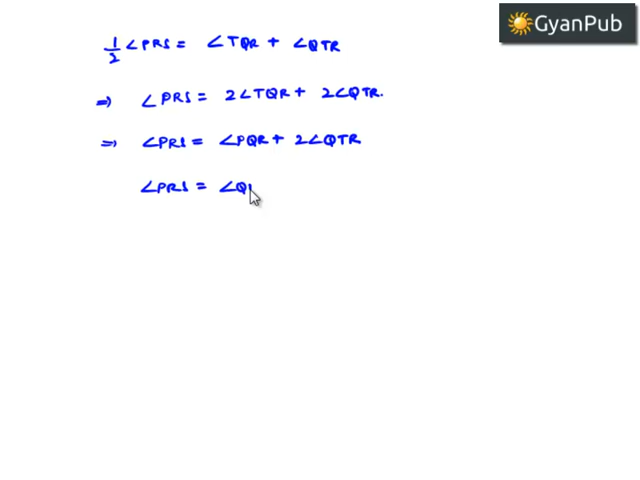 GyanPub
1/2 ∠PRS = ∠TQR + ∠QTR
⇒ ∠PRS = 2∠TQR + 2∠QTR.
⇒ ∠PRS = ∠PQR + 2∠QTR
∠PRS = ∠Q